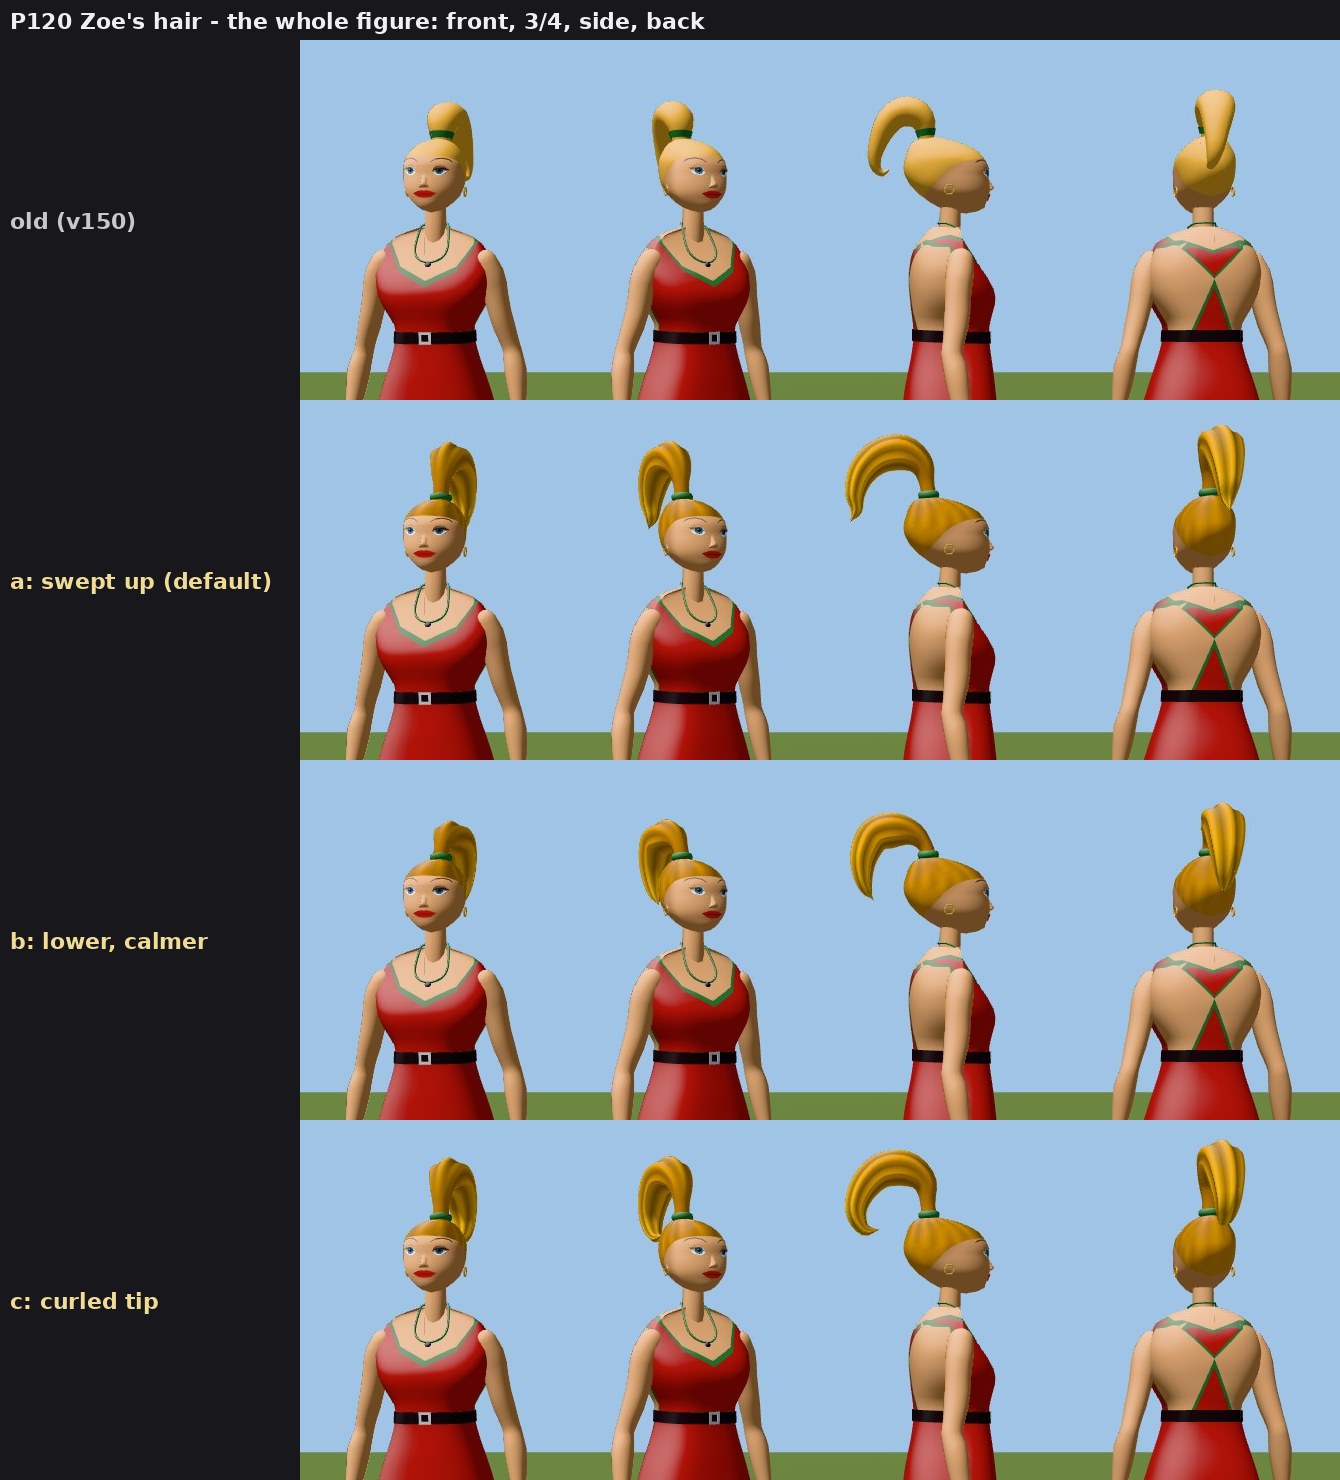 P120 Zoe's hair - the whole figure: front, 3/4, side, back
old (v150)
a: swept up (default)
b: lower, calmer
c: curled tip